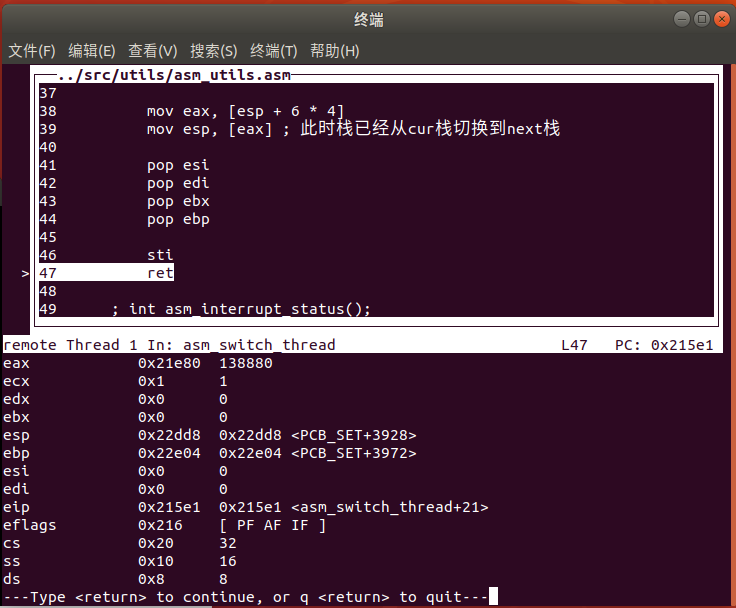 终端
文件(F) 编辑(E) 查看(V) 搜索(S) 终端(T) 帮助(H)
../src/utils/asm_utils.asm
37
38 mov eax, [esp + 6 * 4]
39 mov esp, [eax] ; 此时栈已经从cur栈切换到next栈
40
41 pop esi
42 pop edi
43 pop ebx
44 pop ebp
45
46 sti
>47 ret
48
49 ; int asm_interrupt_status();
remote Thread 1 In: asm_switch_thread L47 PC: 0x215e1
eax 0x21e80 138880
ecx 0x1 1
edx 0x0 0
ebx 0x0 0
esp 0x22dd8 0x22dd8 <PCB_SET+3928>
ebp 0x22e04 0x22e04 <PCB_SET+3972>
esi 0x0 0
edi 0x0 0
eip 0x215e1 0x215e1 <asm_switch_thread+21>
eflags 0x216 [ PF AF IF ]
cs 0x20 32
ss 0x10 16
ds 0x8 8
---Type <return> to continue, or q <return> to quit---